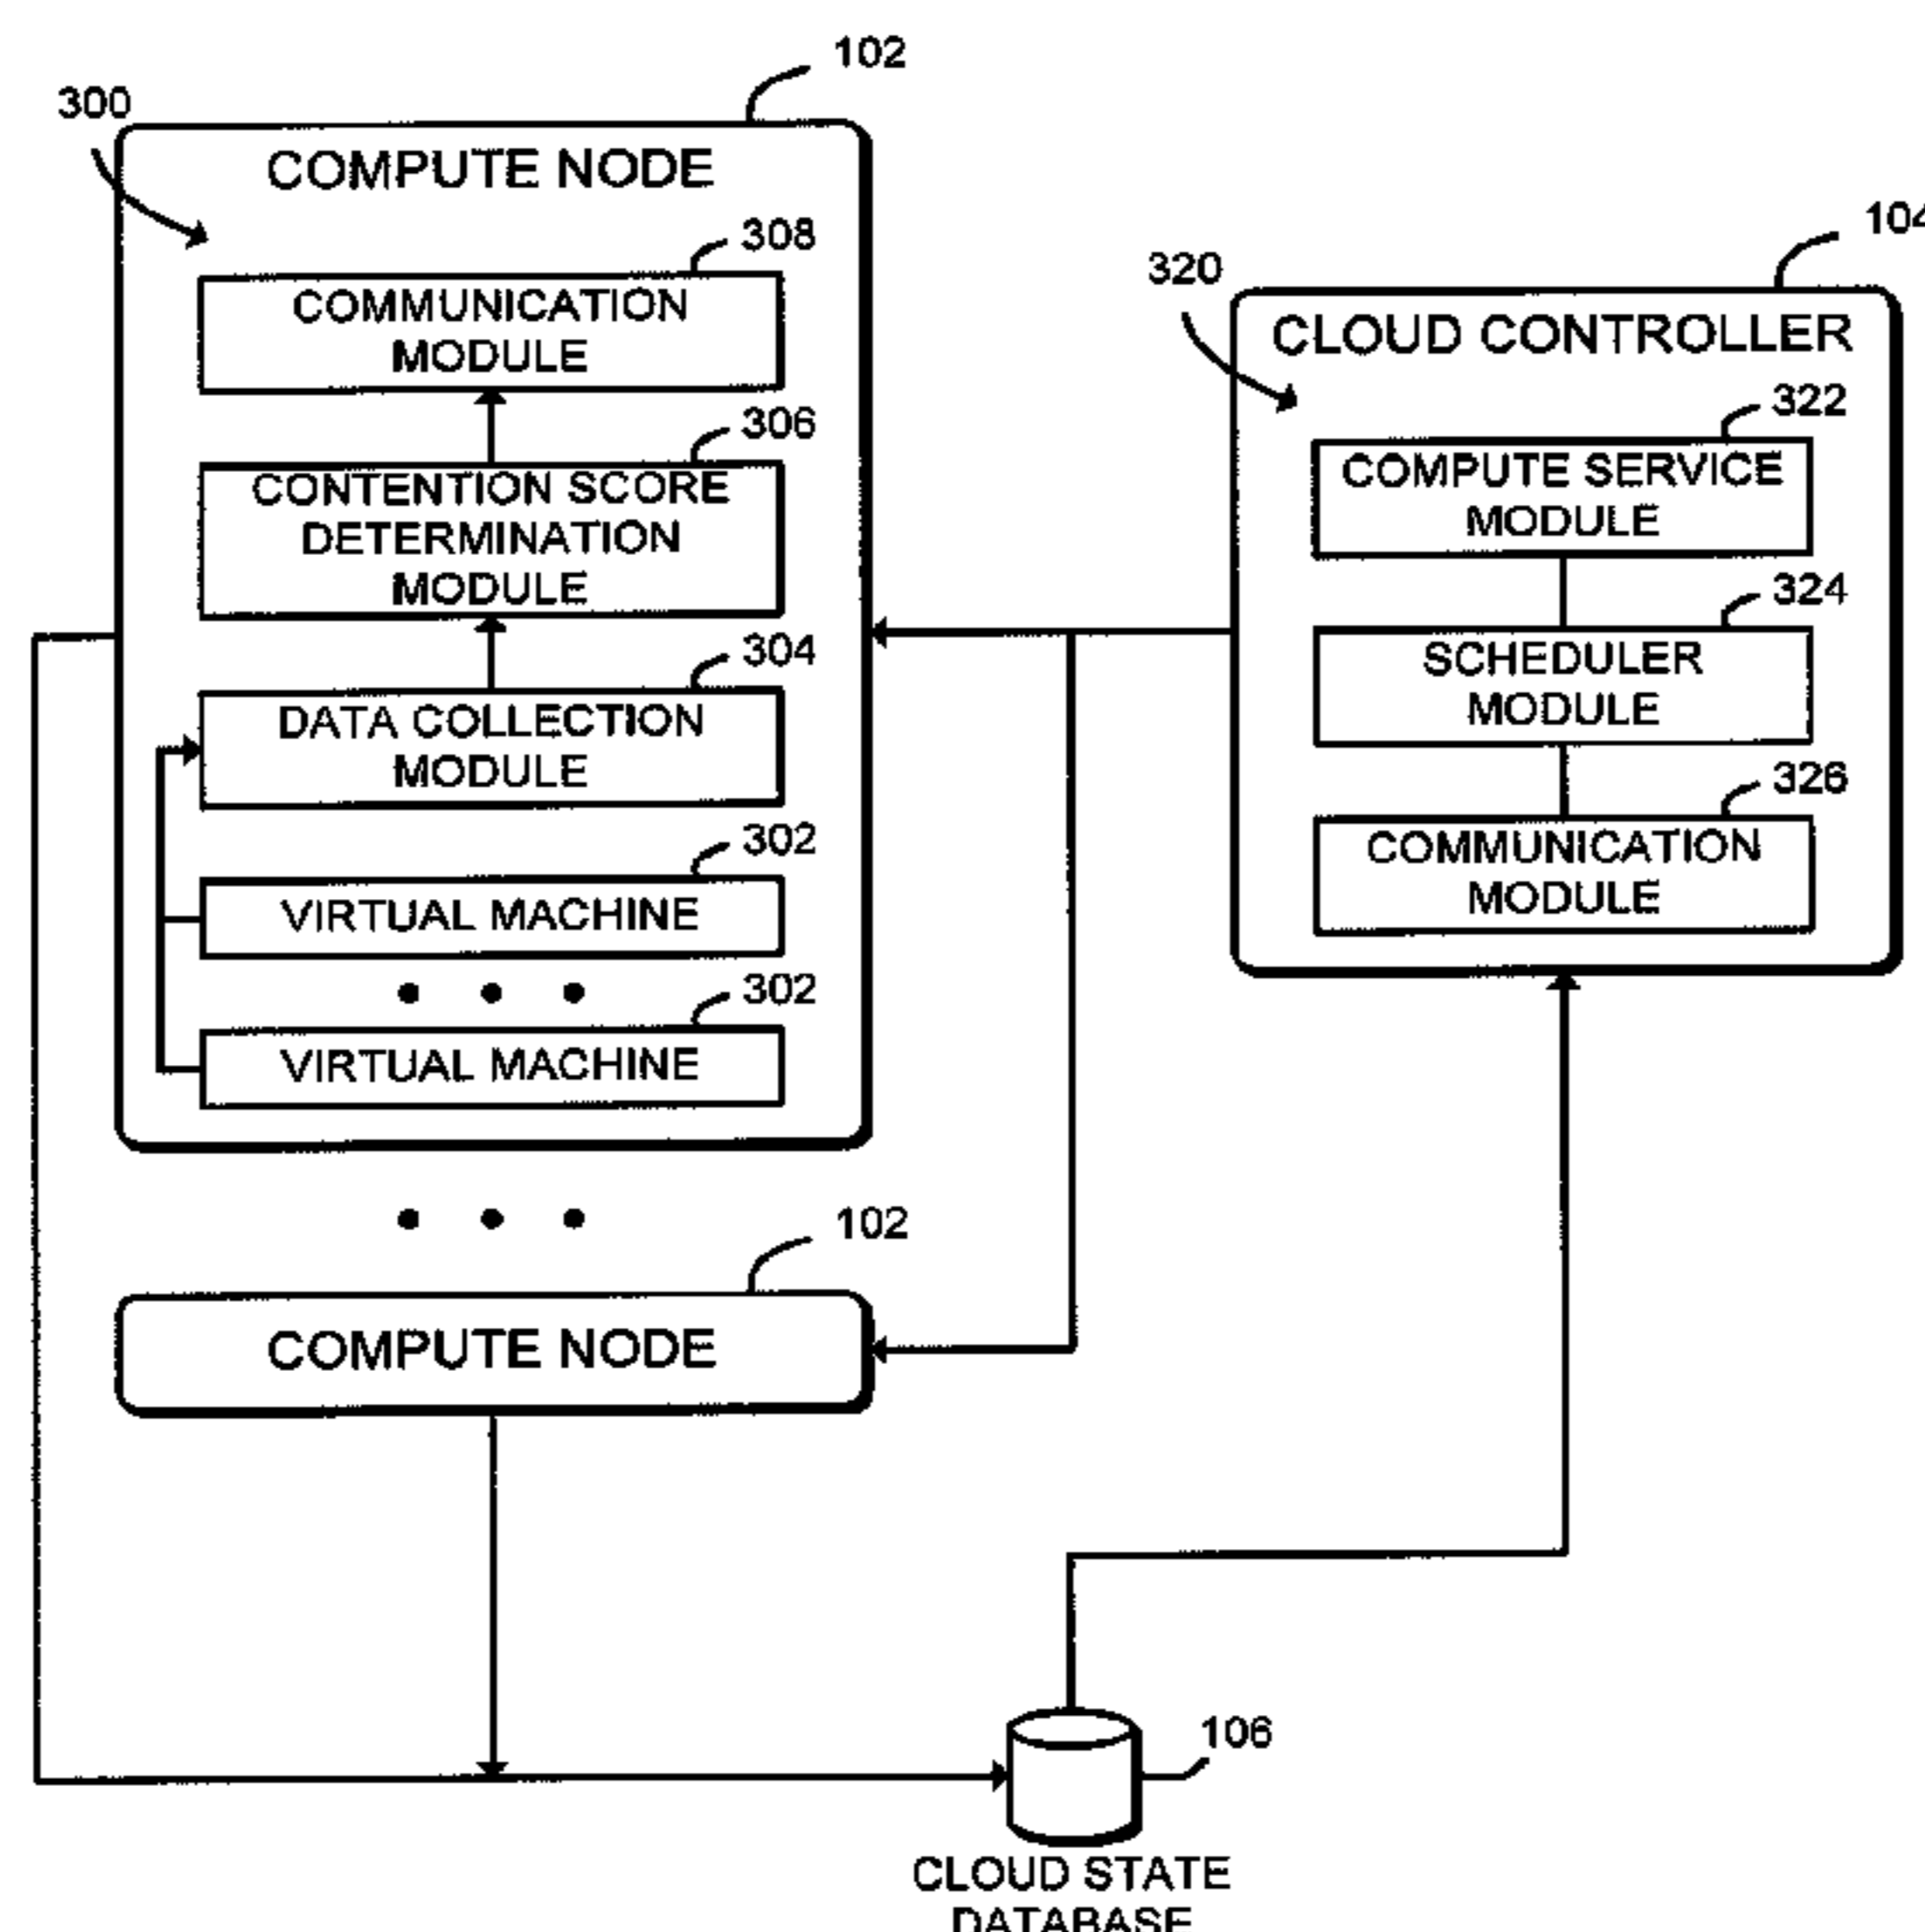 102
300
COMPUTE NODE
308
COMMUNICATION
MODULE
306
CONTENTION SCORE
DETERMINATION
MODULE
304
DATA COLLECTION
MODULE
302
VIRTUAL MACHINE
302
VIRTUAL MACHINE
102
COMPUTE NODE
104
320
CLOUD CONTROLLER
322
COMPUTE SERVICE
MODULE
324
SCHEDULER
MODULE
326
COMMUNICATION
MODULE
106
CLOUD STATE
DATABASE